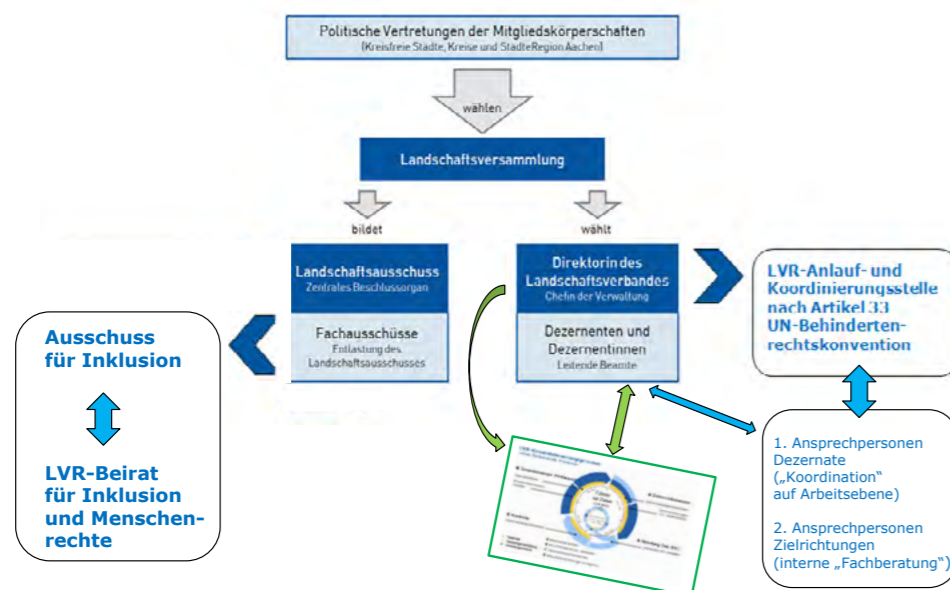 Politische Vertretungen der Mitgliedskörperschaften
(Kreisfreie Städte, Kreise und StädteRegion Aachen)
wählen
Landschaftsversammlung
bildet
wählt
Landschaftsausschuss
Zentrales Beschlussorgan
Fachausschüsse
Entlastung des
Landschaftsausschusses
Direktorin des
Landschaftsverbandes
Chefin der Verwaltung
Dezernenten und
Dezernentinnen
Leitende Beamte
LVR-Anlauf- und
Koordinierungsstelle
nach Artikel 33
UN-Behinderten-
rechtskonvention
Ausschuss
für Inklusion
LVR-Beirat
für Inklusion
und Menschen-
rechte
1. Ansprechpersonen
Dezernate
(„Koordination“
auf Arbeitsebene)
2. Ansprechpersonen
Zielrichtungen
(interne „Fachberatung“)